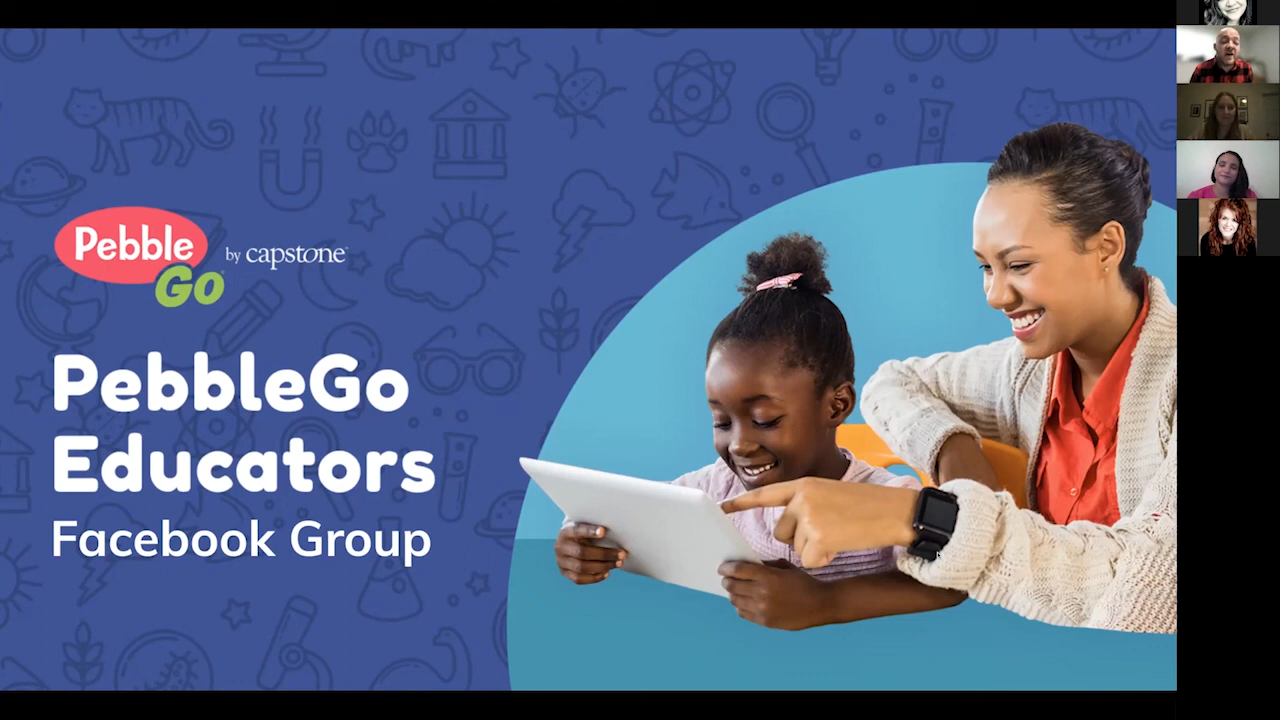 Pebble
Go
by capstone
PebbleGo
Educators
Facebook Group